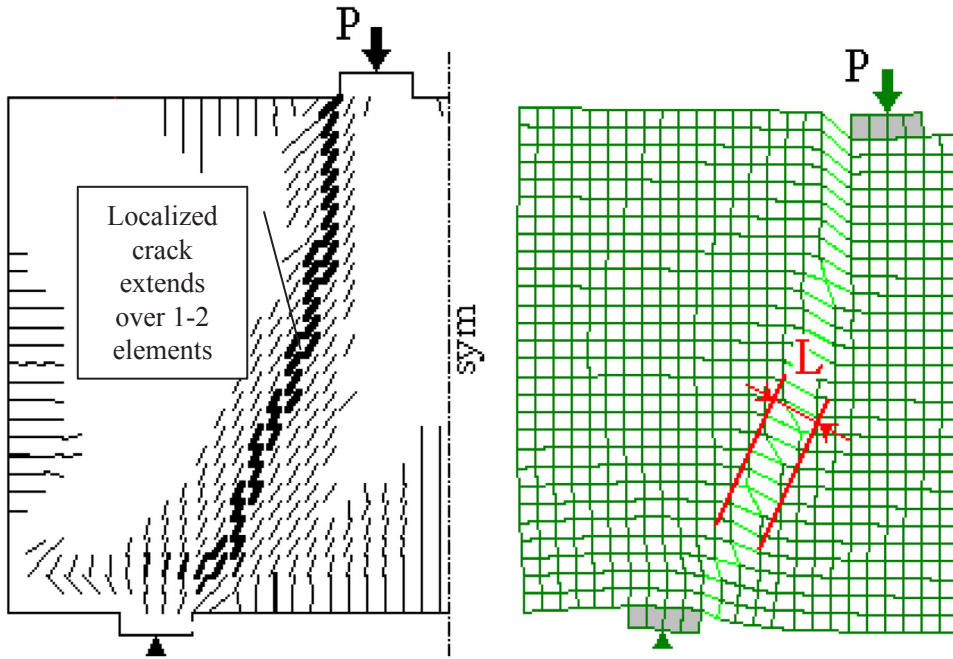 P
Localized
crack
extends
over 1-2
elements
sym
P
L